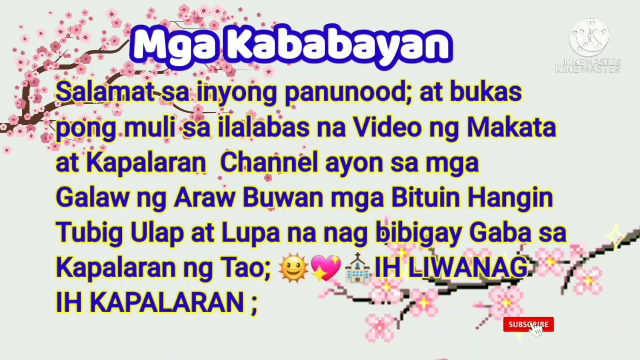 Mga Kababayan
K
KINEMASTER
KINEMASTER
Salamat sa inyong panunood; at bukas
pong muli sa ilalabas na Video ng Makata
at Kapalaran Channel ayon sa mga
Galaw ng Araw Buwan mga Bituin Hangin
Tubig Ulap at Lupa na nag bibigay Gaba sa
Kapalaran ng Tao; 🌞💖⛪IH LIWANAG
IH KAPALARAN ;
SUBSCRIBE